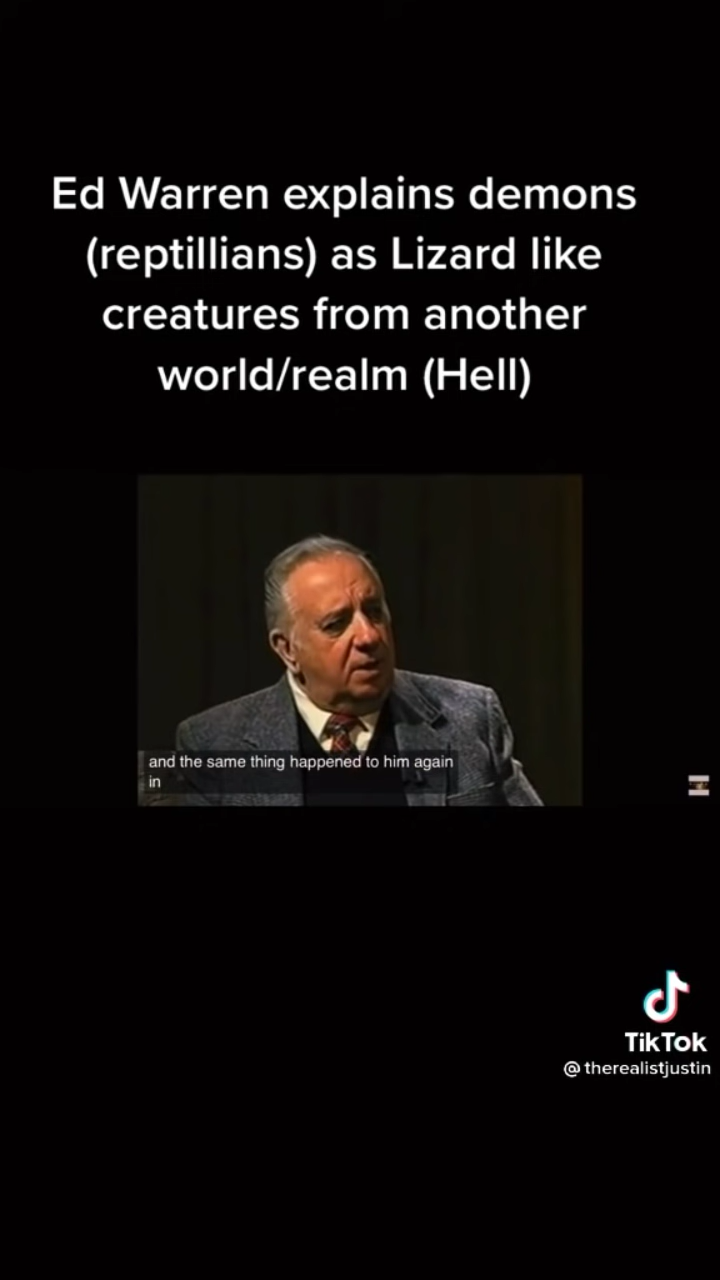 Ed Warren explains demons
(reptillians) as Lizard like
creatures from another
world/realm (Hell)
and the same thing happened to him again
in
TikTok
@therealistjustin